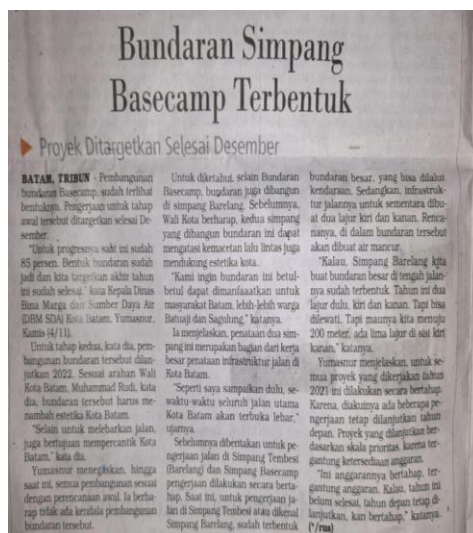 Bundaran Simpang
Basecamp Terbentuk
Proyek Ditargetkan Selesai Desember
BATAM, TRIBUN - Pembangunan
bundaran Basecamp, sudah terlihat
bentuknya. Pengerjaan untuk tahap
awal tersebut ditargetkan selesai De-
sember.
"Untuk progresnya saat ini sudah
85 persen. Bentuk bundaran sudah
jadi dan kita targetkan akhir tahun
ini sudah selesai," kata Kepala Dinas
Bina Marga dan Sumber Daya Air
(DBM SDA) Kota Batam, Yumasnur,
Kamis (4/11).
Untuk tahap kedua, kata dia, pem-
bangunan bundaran tersebut dilan-
jutkan 2022. Sesuai arahan Wali
Kota Batam, Muhammad Rudi, kata
dia, bundaran tersebut harus me-
nambah estetika Kota Batam.
"Selain untuk melebarkan jalan,
juga bertujuan mempercantik Kota
Batam," kata dia.
Yumasnur menegaskan, hingga
saat ini, semua pembangunan sesuai
dengan perencanaan awal. Ia berha-
rap tidak ada kendala pembangunan
bundaran tersebut.
Untuk diketahui, selain Bundaran
Basecamp, bundaran juga dibangun
di simpang Barelang. Sebelumnya,
Wali Kota berharap, kedua simpang
yang dibangun bundaran ini dapat
mengatasi kemacetan lalu lintas juga
mendukung estetika kota.
"Kami ingin bundaran ini betul-
betul dapat dimanfaatkan untuk
masyarakat Batam, lebih-lebih warga
Batuaji dan Sagulung," katanya.
Ia menjelaskan, penataan dua sim-
pang ini merupakan bagian dari kerja
besar penataan infrastruktur jalan di
Kota Batam.
"Seperti saya sampaikan dulu, se-
waktu-waktu seluruh jalan utama
Kota Batam akan terbuka lebar,"
ujarnya.
Sebelumnya diberitakan untuk pe-
ngerjaan jalan di Simpang Tembesi
(Barelang) dan Simpang Basecamp
pengerjaan dilakukan secara berta-
hap. Saat ini, untuk pengerjaan ja-
lan di Simpang Tembesi atau dikenal
Simpang Barelang, sudah terbentuk
bundaran besar, yang bisa dilalui
kendaraan. Sedangkan, infrastruk-
tur jalannya untuk sementara dibu-
at dua lajur kiri dan kanan. Renca-
nanya, di dalam bundaran tersebut
akan dibuat air mancur.
"Kalau, Simpang Barelang kita
buat bundaran besar di tengah jalan-
nya sudah terbentuk. Tahun ini dua
lajur dulu, kiri dan kanan. Tapi bisa
dilewati. Tapi maunya kita menuju
200 meter, ada lima lajur di sisi kiri
kanan," katanya.
Yumasnur menjelaskan, untuk se-
mua proyek yang dikerjakan tahun
2021 ini dilakukan secara bertahap.
Karena, diakuinya ada beberapa pe-
ngerjaan tetap dilanjutkan tahun
depan. Proyek yang dilanjutkan ber-
dasarkan skala prioritas, karena ter-
gantung ketersediaan anggaran.
"Ini anggarannya bertahap, ter-
gantung anggaran. Kalau, tahun ini
belum selesai, tahun depan tetap di-
lanjutkan, kan bertahap," katanya.
(*/rus)